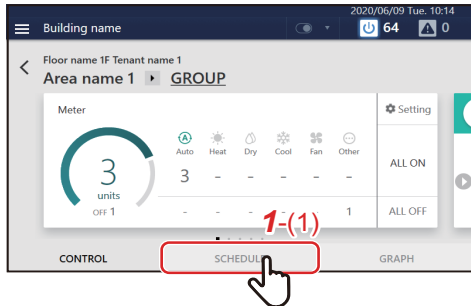 2020/06/09 Tue. 10:14
Building name
64
0
Floor name 1F Tenant name 1
Area name 1 GROUP
Meter
Setting
A
Auto Heat Dry Cool Fan Other
3 - - - - -
3
units
OFF 1
- - - - - 1
ALL ON
ALL OFF
1-(1)
CONTROL SCHEDULE GRAPH